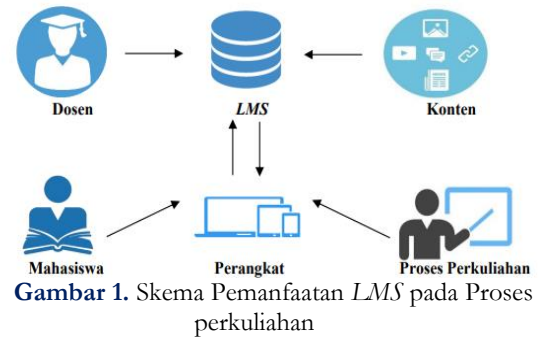 Dosen
LMS
Konten
Mahasiswa
Perangkat
Proses Perkuliahan
Gambar 1. Skema Pemanfaatan LMS pada Proses
perkuliahan